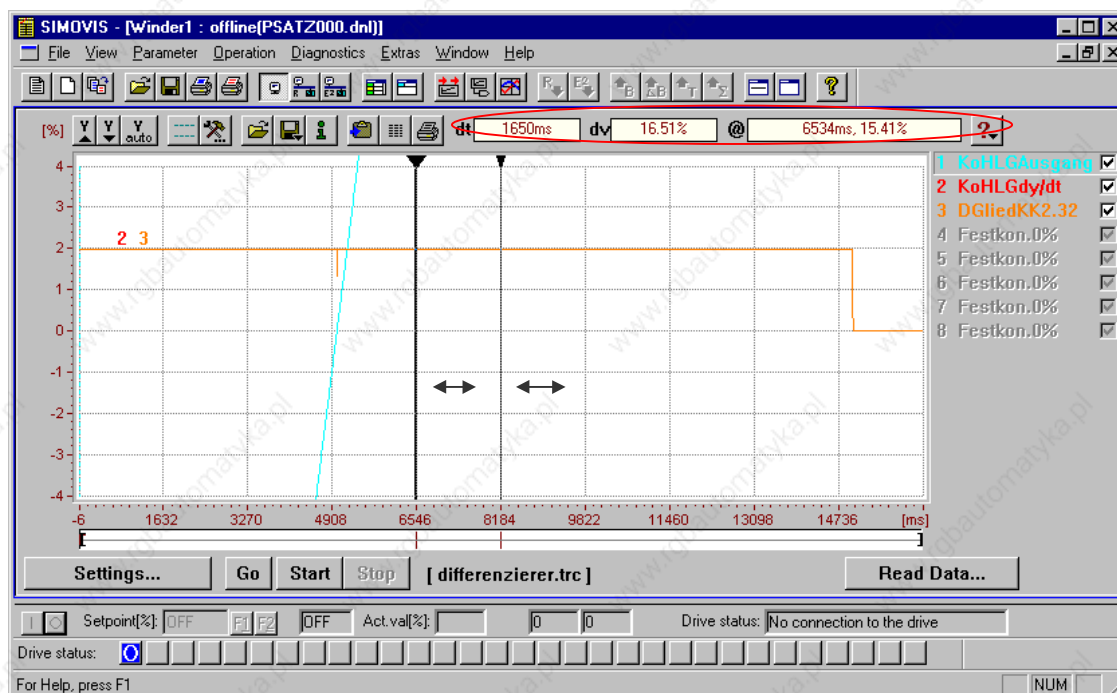 SIMOVIS - [Winder1 : offline(PSATZ000.dnl)]
File View Parameter Operation Diagnostics Extras Window Help
[%] Y Y Y auto dt 1650ms dv 16.51% @ 6534ms, 15.41% ?
1 KoHLGAusgang
2 KoHLGdy/dt
3 DGliedKK2.32
4 Festkon.0%
5 Festkon.0%
6 Festkon.0%
7 Festkon.0%
8 Festkon.0%
4
3
2
1
0
-1
-2
-3
-4
2 3
-6 1632 3270 4908 6546 8184 9822 11460 13098 14736 [ms]
Settings... Go Start Stop [ differenzierer.trc ] Read Data...
Setpoint[%]: OFF F1 F2 OFF Act.val[%]: 0 0 Drive status: No connection to the drive
Drive status: O
For Help, press F1 NUM
www.rgbautomatyka.pl